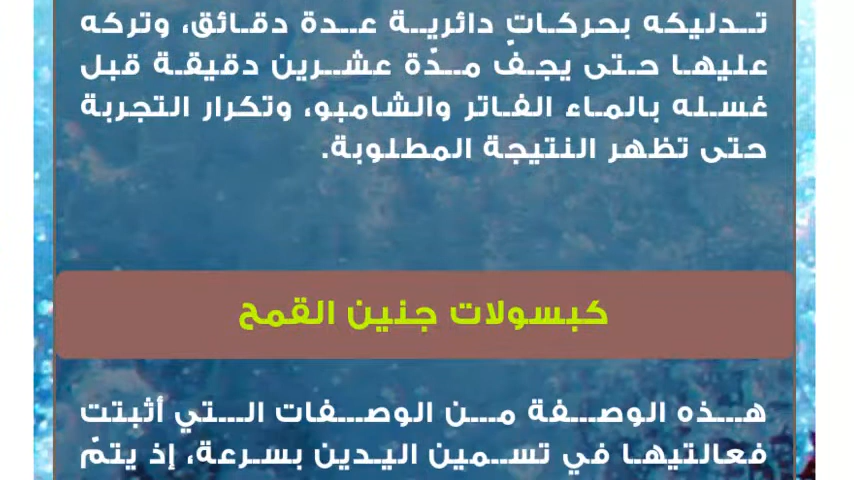 تدليكه بحركاتٍ دائرية عدة دقائق، وتركه
عليها حتى يجفّ مدّة عشرين دقيقة قبل
غسله بالماء الفاتر والشامبو، وتكرار التجربة
حتى تظهر النتيجة المطلوبة.
كبسولات جنين القمح
هذه الوصفة من الوصفات التي أثبتت
فعالتيها في تسمين اليدين بسرعة، إذ يتمّ